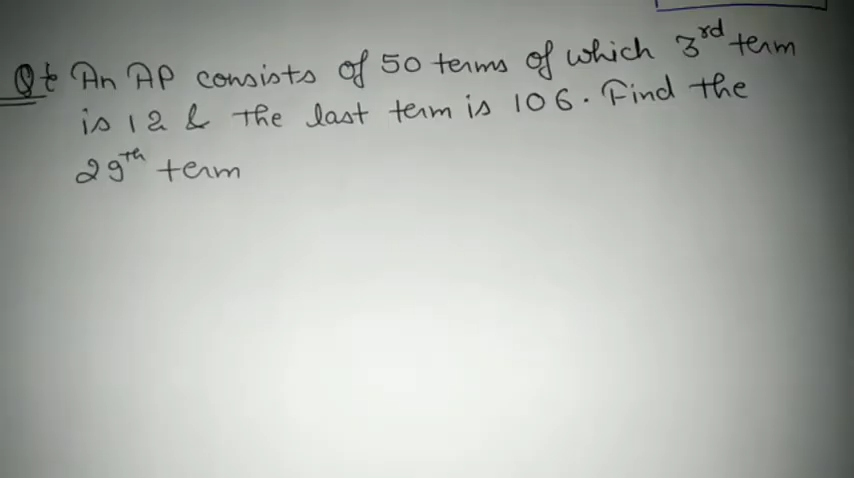 Q: An AP consists of 50 terms of which 3rd term
is 12 & the last term is 106. Find the
29th term